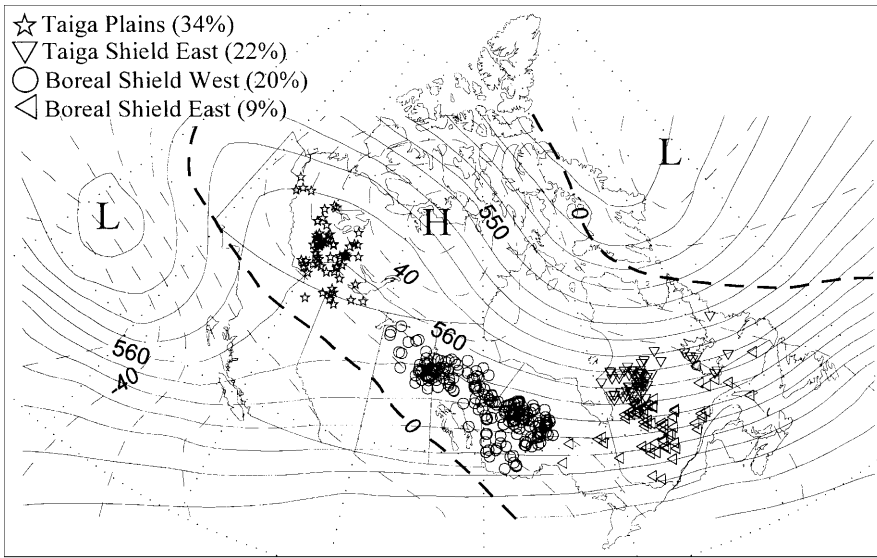 Taiga Plains (34%)
Taiga Shield East (22%)
Boreal Shield West (20%)
Boreal Shield East (9%)
L
L
H
0
550
40
560
560
-40
0